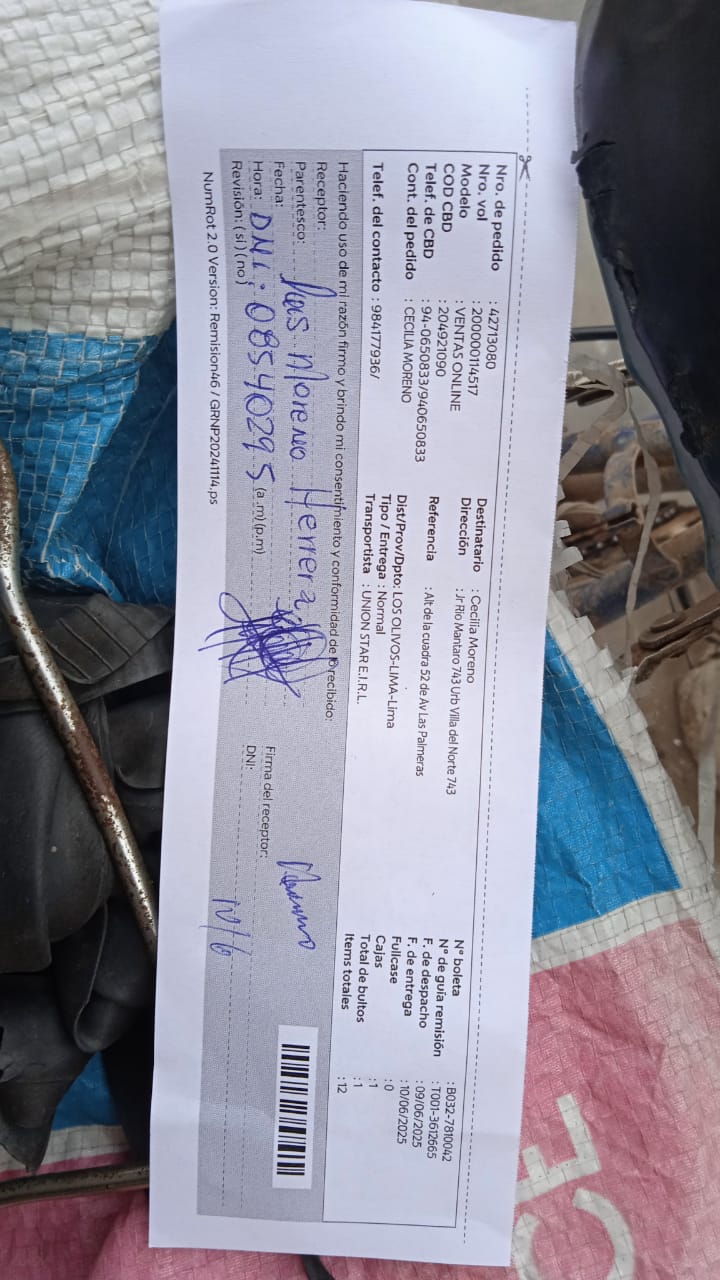 Nro. de pedido : 42713080
Nro. vol : 200000114517
Modelo : VENTAS ONLINE
COD CBD : 204921090
Telef. de CBD : 94-0650833/940650833
Cont. del pedido : CECILIA MORENO
Telef. del contacto : 984177936/
Destinatario : Cecilia Moreno
Dirección : Jr Rio Mantaro 743 Urb Villa del Norte 743
Referencia : Alt de la cuadra 52 de Av Las Palmeras
Dist/Prov/Dpto: LOS OLIVOS-LIMA-Lima
Tipo / Entrega : Normal
Transportista : UNION STAR E.I.R.L.
N° boleta : B032-7810042
N° de guía remisión : T001-3612665
F. de despacho : 09/06/2025
F. de entrega : 10/06/2025
Fullcase : 0
Cajas : 1
Total de bultos : 1
Items totales : 12
Haciendo uso de mi razón firmo y brindo mi consentimiento y conformidad de lo recibido:
Receptor:
Parentesco: Moreno Herrera
Fecha:
Hora: DNI: 08540295 (a .m) (p.m)
Revisión: (si) (no)
Firma del receptor:
DNI:
NumRot 2.0 Version: Remision46 / GRNP20241114.ps
CE